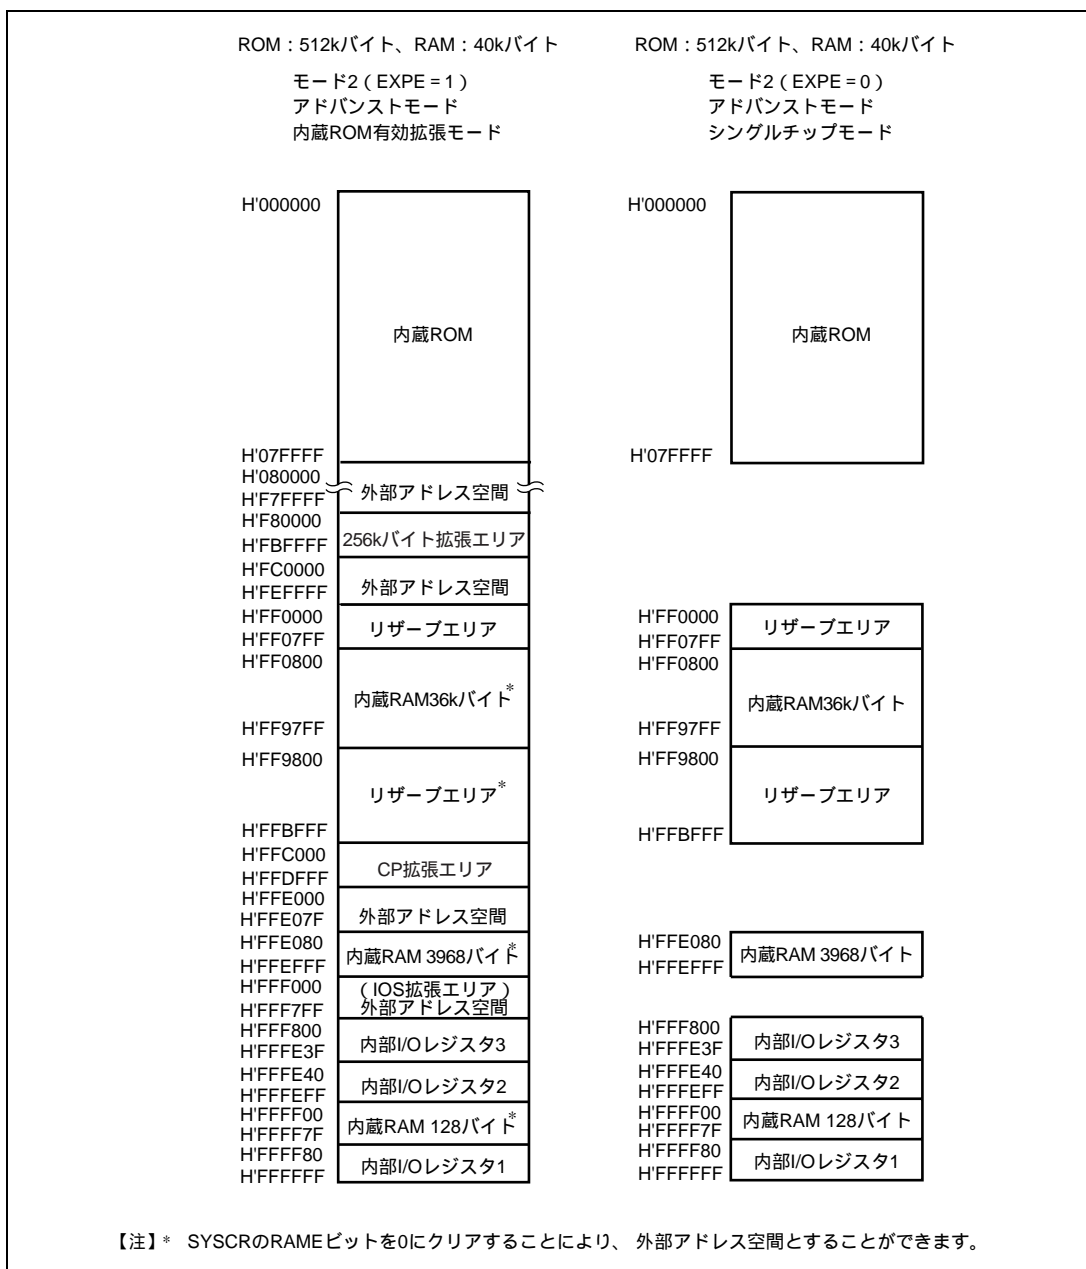 ROM：512kバイト、RAM：40kバイト
モード2（EXPE = 1）
アドバンストモード
内蔵ROM有効拡張モード
H'000000
内蔵ROM
H'07FFFF
H'080000
外部アドレス空間
H'F7FFFF
H'F80000
256kバイト拡張エリア
H'FBFFFF
H'FC0000
外部アドレス空間
H'FEFFFF
H'FF0000
リザーブエリア
H'FF07FF
H'FF0800
内蔵RAM36kバイト*
H'FF97FF
H'FF9800
リザーブエリア*
H'FFBFFF
H'FFC000
CP拡張エリア
H'FFDFFF
H'FFE000
外部アドレス空間
H'FFE07F
H'FFE080
内蔵RAM 3968バイト*
H'FFEFFF
H'FFF000
（IOS拡張エリア）
外部アドレス空間
H'FFF7FF
H'FFF800
内部I/Oレジスタ3
H'FFFE3F
H'FFFE40
内部I/Oレジスタ2
H'FFFEFF
H'FFFF00
内蔵RAM 128バイト*
H'FFFF7F
H'FFFF80
内部I/Oレジスタ1
H'FFFFFF
ROM：512kバイト、RAM：40kバイト
モード2（EXPE = 0）
アドバンストモード
シングルチップモード
H'000000
内蔵ROM
H'07FFFF
H'FF0000
リザーブエリア
H'FF07FF
H'FF0800
内蔵RAM36kバイト
H'FF97FF
H'FF9800
リザーブエリア
H'FFBFFF
H'FFE080
内蔵RAM 3968バイト
H'FFEFFF
H'FFF800
内部I/Oレジスタ3
H'FFFE3F
H'FFFE40
内部I/Oレジスタ2
H'FFFEFF
H'FFFF00
内蔵RAM 128バイト
H'FFFF7F
H'FFFF80
内部I/Oレジスタ1
H'FFFFFF
【注】* SYSCRのRAMEビットを0にクリアすることにより、 外部アドレス空間とすることができます。